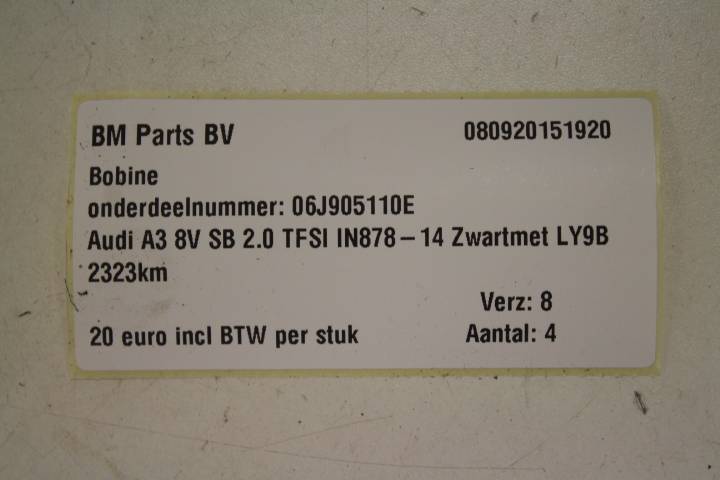 BM Parts BV 080920151920
Bobine
onderdeelnummer: 06J905110E
Audi A3 8V SB 2.0 TFSI IN878-14 Zwartmet LY9B
2323km
Verz: 8
20 euro incl BTW per stuk Aantal: 4